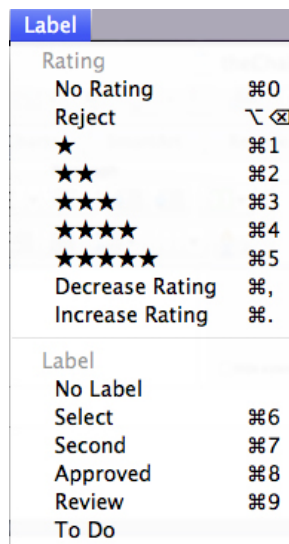 Label
Rating
No Rating ⌘0
Reject ⌥⌫
★ ⌘1
★★ ⌘2
★★★ ⌘3
★★★★ ⌘4
★★★★★ ⌘5
Decrease Rating ⌘,
Increase Rating ⌘.
Label
No Label
Select ⌘6
Second ⌘7
Approved ⌘8
Review ⌘9
To Do